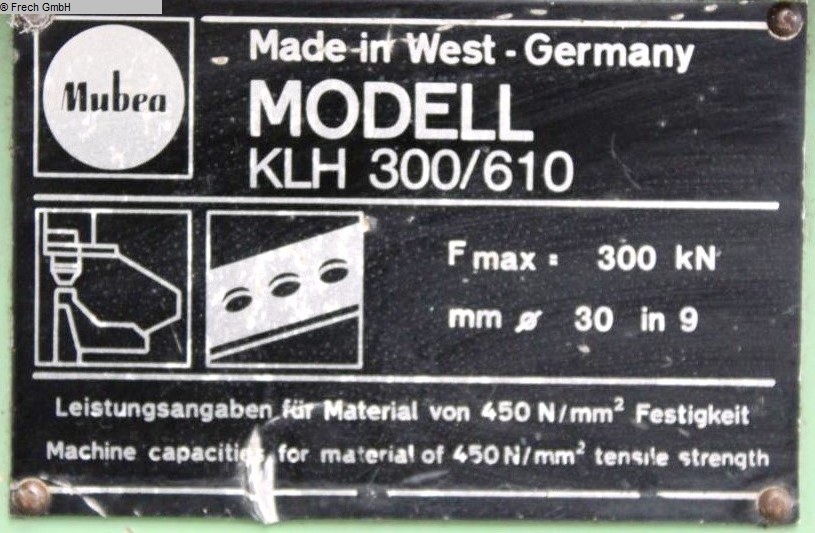 © Frech GmbH
Mubea
Made in West - Germany
MODELL
KLH 300/610
F max = 300 kN
mm ø 30 in 9
Leistungsangaben für Material von 450 N/mm² Festigkeit
Machine capacities for material of 450 N/mm² tensile strength